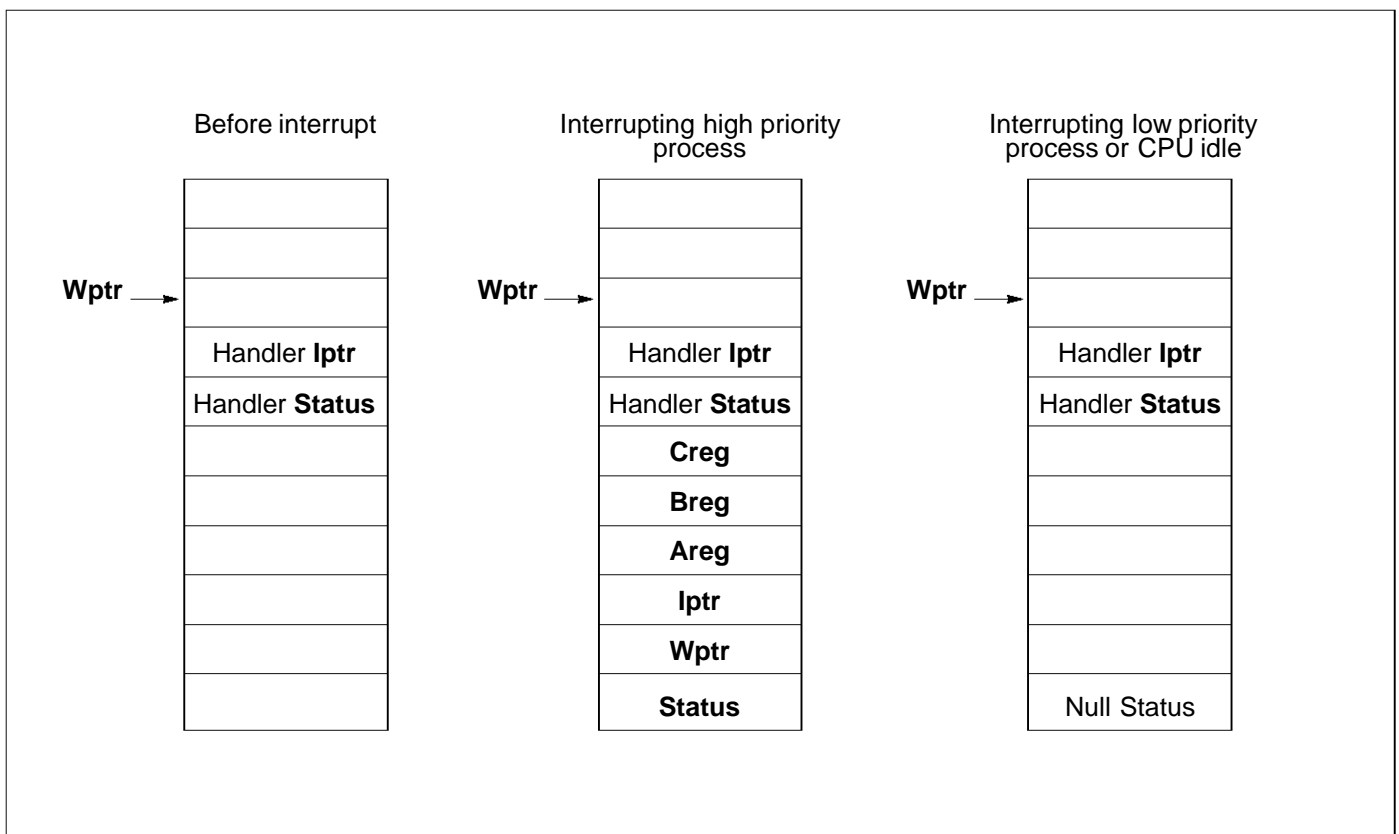 Before interrupt
Wptr
Handler Iptr
Handler Status
Interrupting high priority
process
Wptr
Handler Iptr
Handler Status
Creg
Breg
Areg
Iptr
Wptr
Status
Interrupting low priority
process or CPU idle
Wptr
Handler Iptr
Handler Status
Null Status